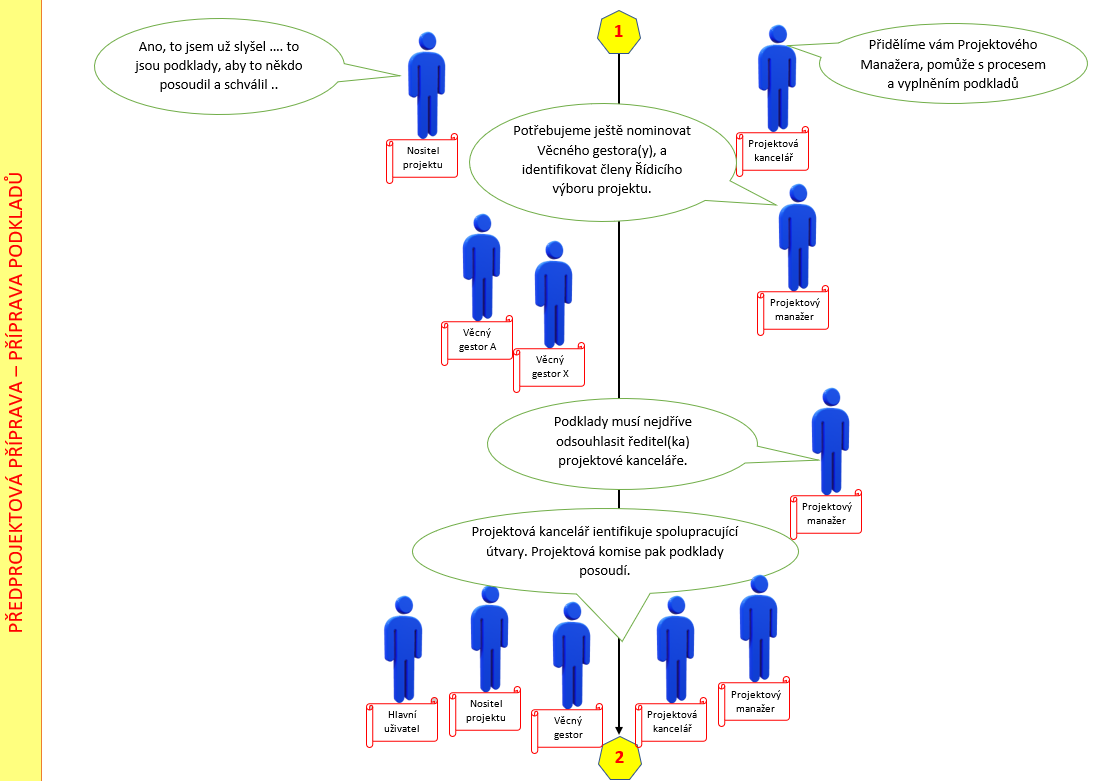 PŘEDPROJEKTOVÁ PŘÍPRAVA – PŘÍPRAVA PODKLADŮ
1
Ano, to jsem už slyšel .... to
jsou podklady, aby to někdo
posoudil a schválil ..
Nositel
projektu
Přidělíme vám Projektového
Manažera, pomůže s procesem
a vyplněním podkladů
Projektová
kancelář
Potřebujeme ještě nominovat
Věcného gestora(y), a
identifikovat členy Řídicího
výboru projektu.
Projektový
manažer
Věcný
gestor A
Věcný
gestor X
Podklady musí nejdříve
odsouhlasit ředitel(ka)
projektové kanceláře.
Projektový
manažer
Projektová kancelář ientifikuje spolupracující
útvary. Projektová komise pak podklady
posoudí.
Hlavní
uživatel
Nositel
projektu
Věcný
gestor
Projektová
kancelář
Projektový
manažer
2